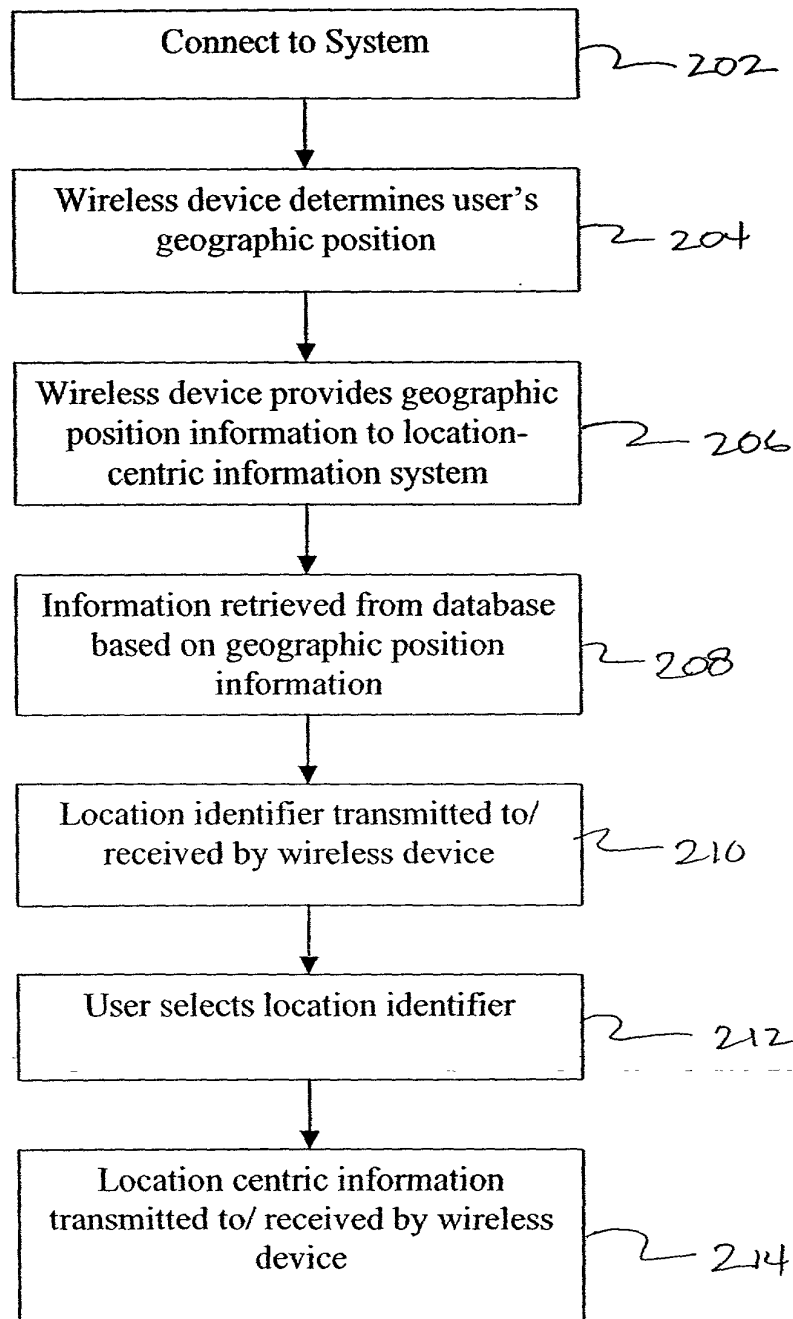 Connect to System
202
Wireless device determines user's
geographic position
204
Wireless device provides geographic
position information to location-
centric information system
206
Information retrieved from database
based on geographic position
information
208
Location identifier transmitted to/
received by wireless device
210
User selects location identifier
212
Location centric information
transmitted to/ received by wireless
device
214